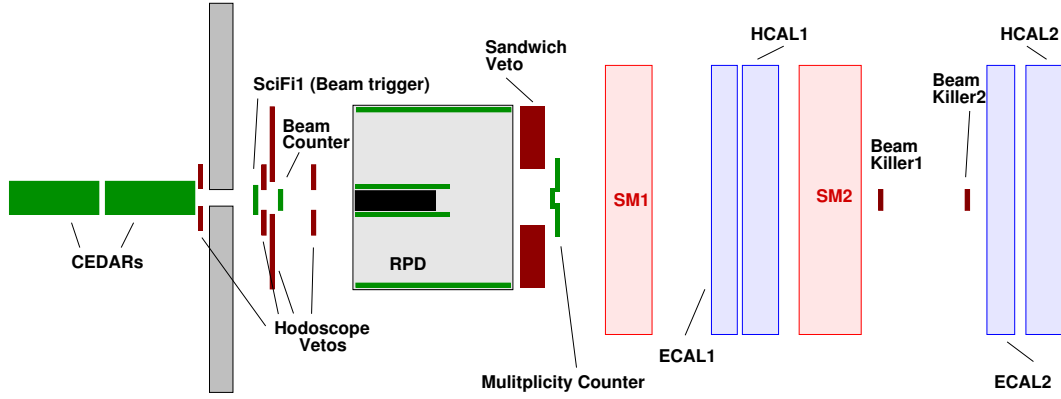 HCAL1
HCAL2
Sandwich
Veto
SciFi1 (Beam trigger)
Beam
Killer2
Beam
Counter
Beam
Killer1
SM1
SM2
CEDARs
RPD
Hodoscope
Vetos
ECAL1
Mulitplicity Counter
ECAL2